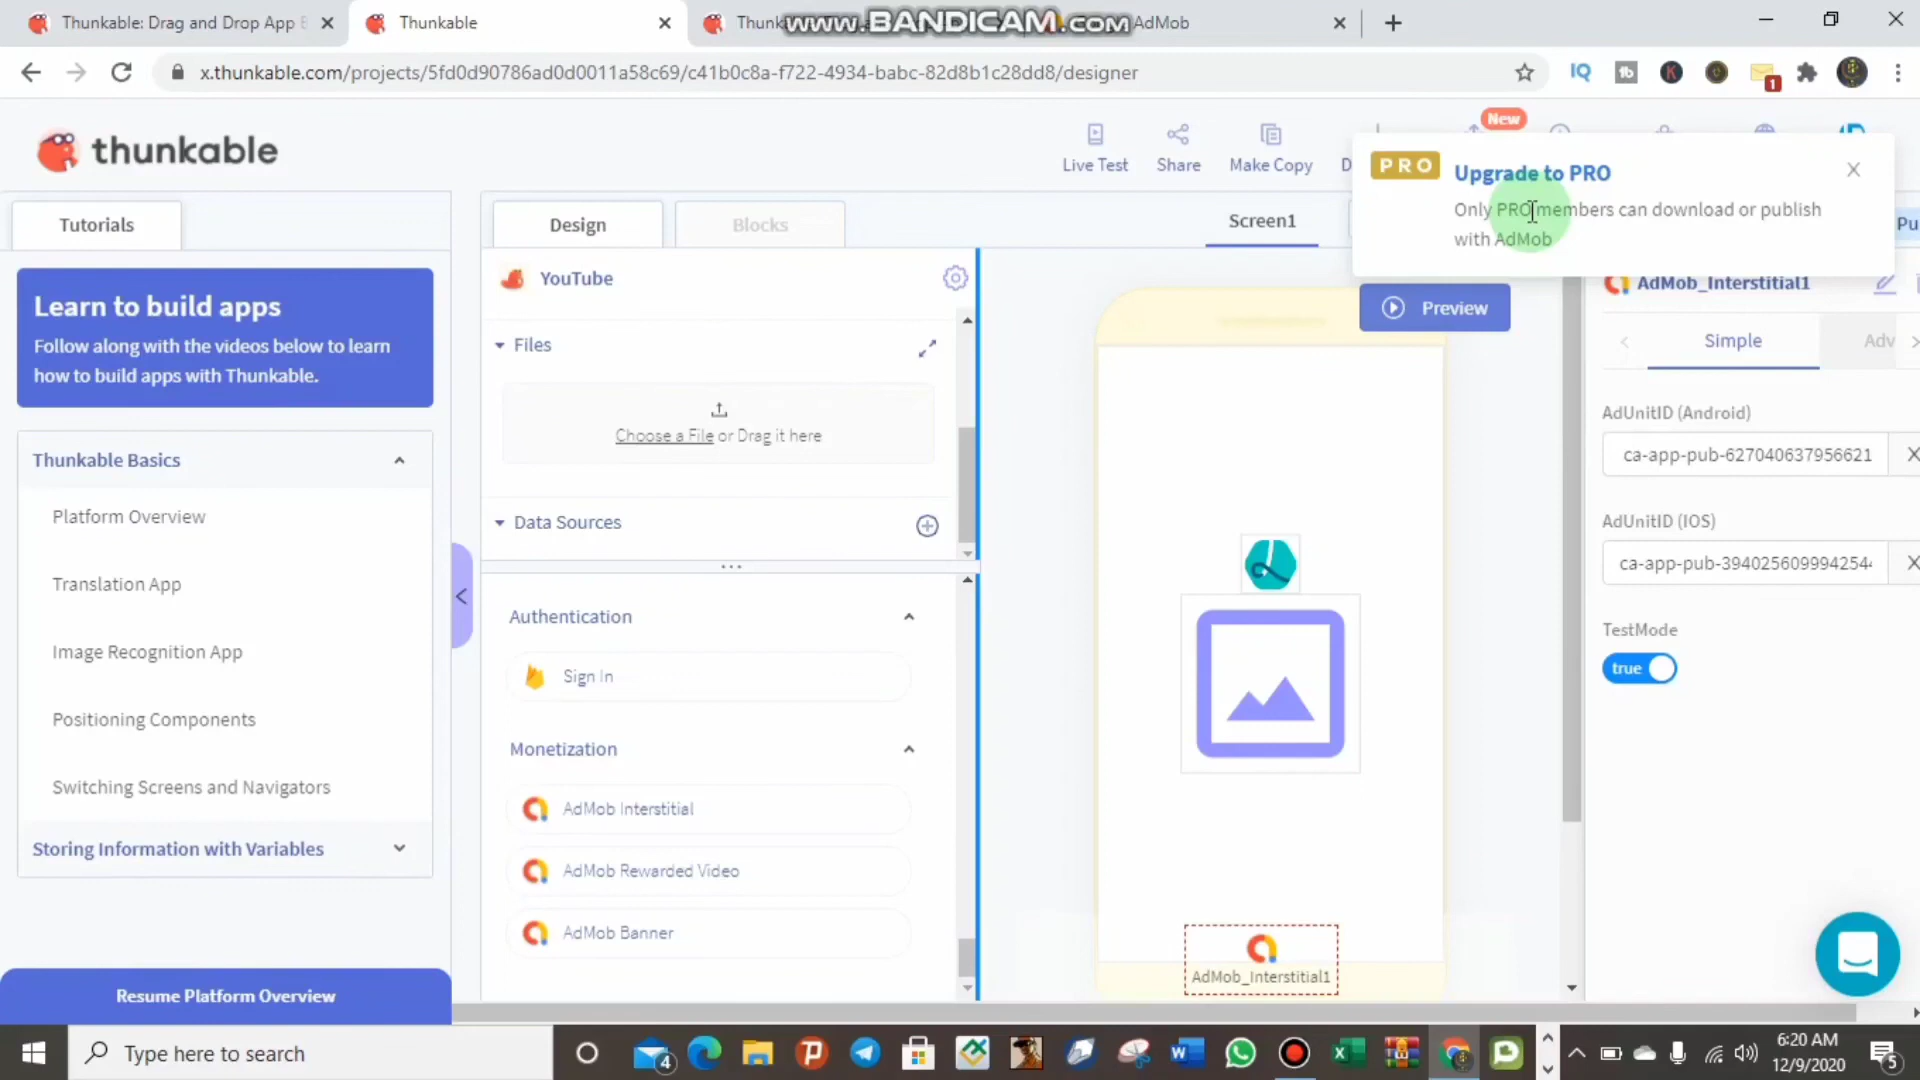 Thunkable: Drag and Drop App B
Thunkable
Thunk
www.BANDICAM.com
AdMob
x.thunkable.com/projects/5fd0d90786ad0d0011a58c69/c41b0c8a-f722-4934-babc-82d8b1c28dd8/designer
IQ
1
thunkable
Live Test
Share
Make Copy
D
New
PRO
Upgrade to PRO
Only PRO members can download or publish
with AdMob
Tutorials
Design
Blocks
Screen1
Pu
Learn to build apps
Follow along with the videos below to learn
how to build apps with Thunkable.
YouTube
AdMob_Interstitial1
Preview
Files
Simple
Adv
Choose a File or Drag it here
AdUnitID (Android)
ca-app-pub-627040637956621
Thunkable Basics
Platform Overview
Data Sources
AdUnitID (IOS)
ca-app-pub-394025609994254
Translation App
Authentication
TestMode
true
Image Recognition App
Sign In
Positioning Components
Monetization
Switching Screens and Navigators
AdMob Interstitial
Storing Information with Variables
AdMob Rewarded Video
AdMob Banner
AdMob_Interstitial1
Resume Platform Overview
Type here to search
4
6:20 AM
12/9/2020
5